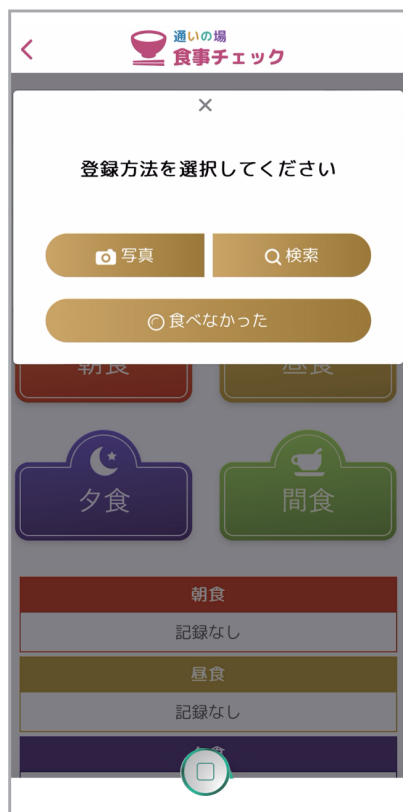 通いの場
食事チェック
登録方法を選択してください
写真
検索
食べなかった
朝食
昼食
夕食
間食
朝食
記録なし
昼食
記録なし
夕食